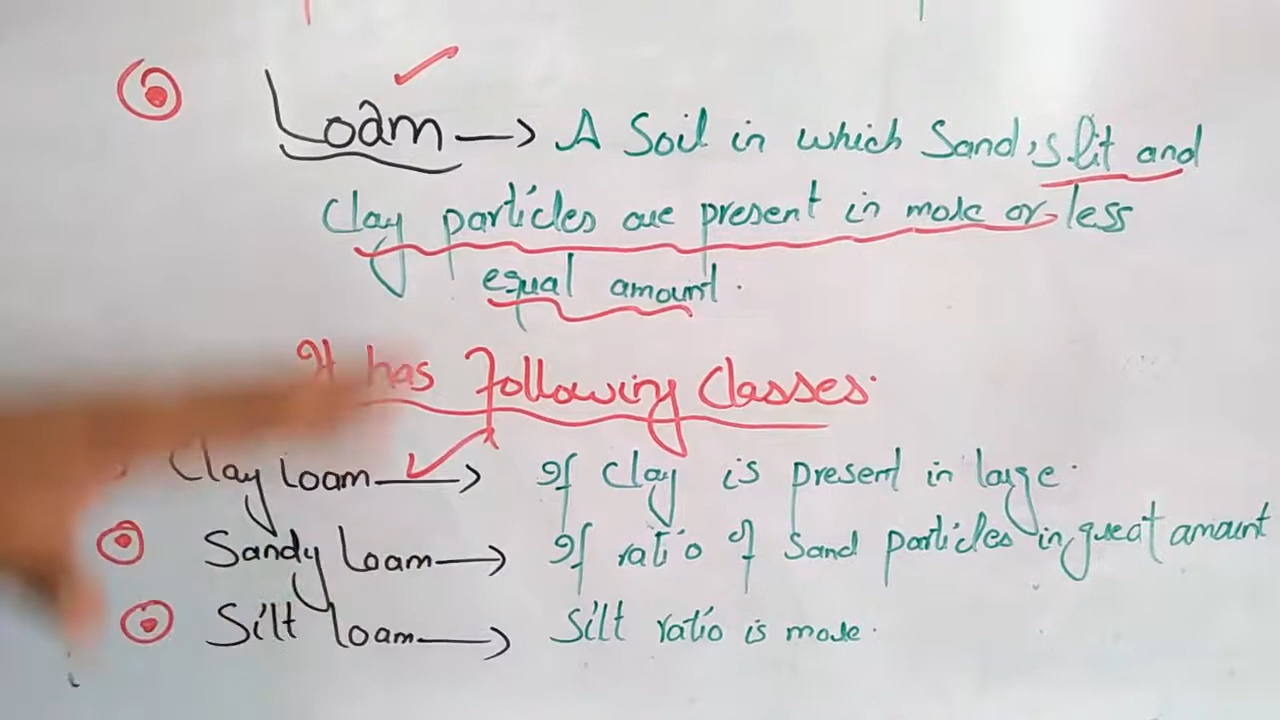 Loam → A Soil in which Sand, Slit and
Clay particles are present in more or less
equal amount.
It has Following Classes.
Clay Loam → If Clay is present in large.
Sandy Loam → If ratio of Sand particles in great amount
Silt Loam → Silt ratio is more.